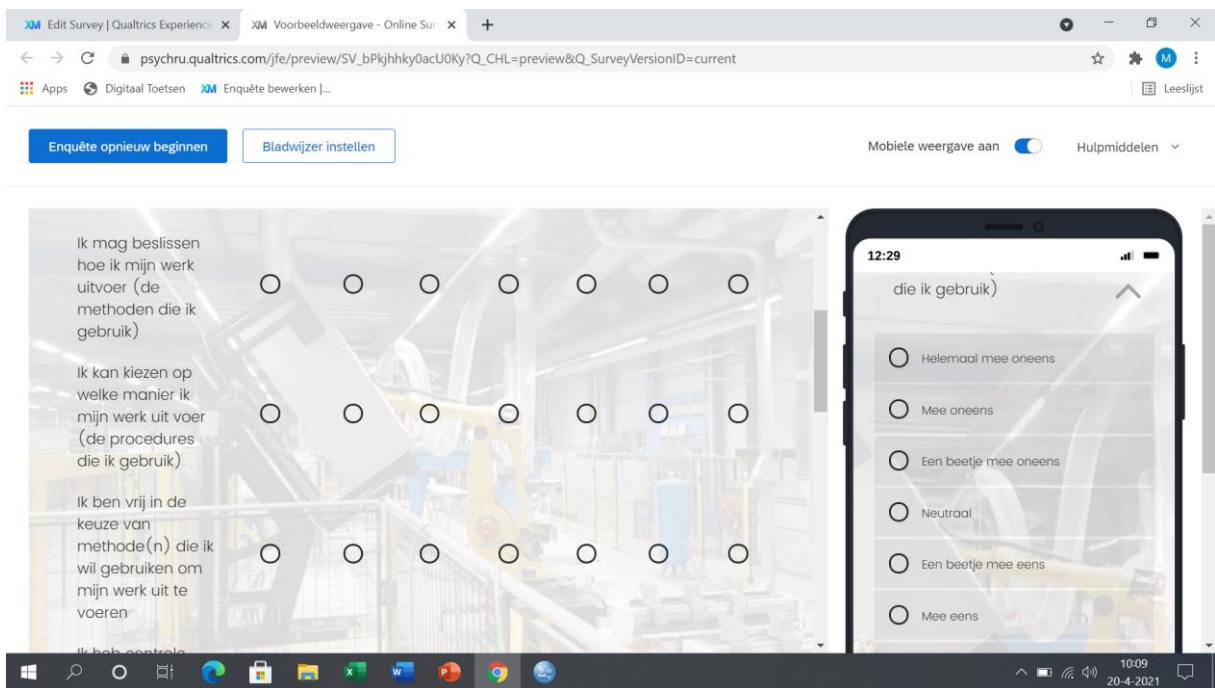 XM Edit Survey | Qualtrics Experience
XM Voorbeeldweergave - Online Sur
psychru.qualtrics.com/jfe/preview/SV_bPkjhhky0acU0Ky?Q_CHL=preview&Q_SurveyVersionID=current
M
Apps
Digitaal Toetsen
XM Enquête bewerken |...
Leeslijst
Enquête opnieuw beginnen
Bladwijzer instellen
Mobiele weergave aan
Hulpmiddelen
Ik mag beslissen
hoe ik mijn werk
uitvoer (de
methoden die ik
gebruik)
Ik kan kiezen op
welke manier ik
mijn werk uit voer
(de procedures
die ik gebruik)
Ik ben vrij in de
keuze van
methode(n) die ik
wil gebruiken om
mijn werk uit te
voeren
Ik heb controle
12:29
die ik gebruik)
Helemaal mee oneens
Mee oneens
Een beetje mee oneens
Neutraal
Een beetje mee eens
Mee eens
10:09
20-4-2021